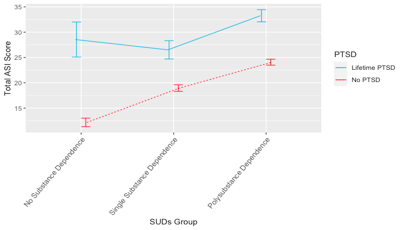 35
30
25
20
15
Total ASI Score
No Substance Dependence
Single Substance Dependence
Polysubstance Dependence
SUDs Group
PTSD
Lifetime PTSD
No PTSD